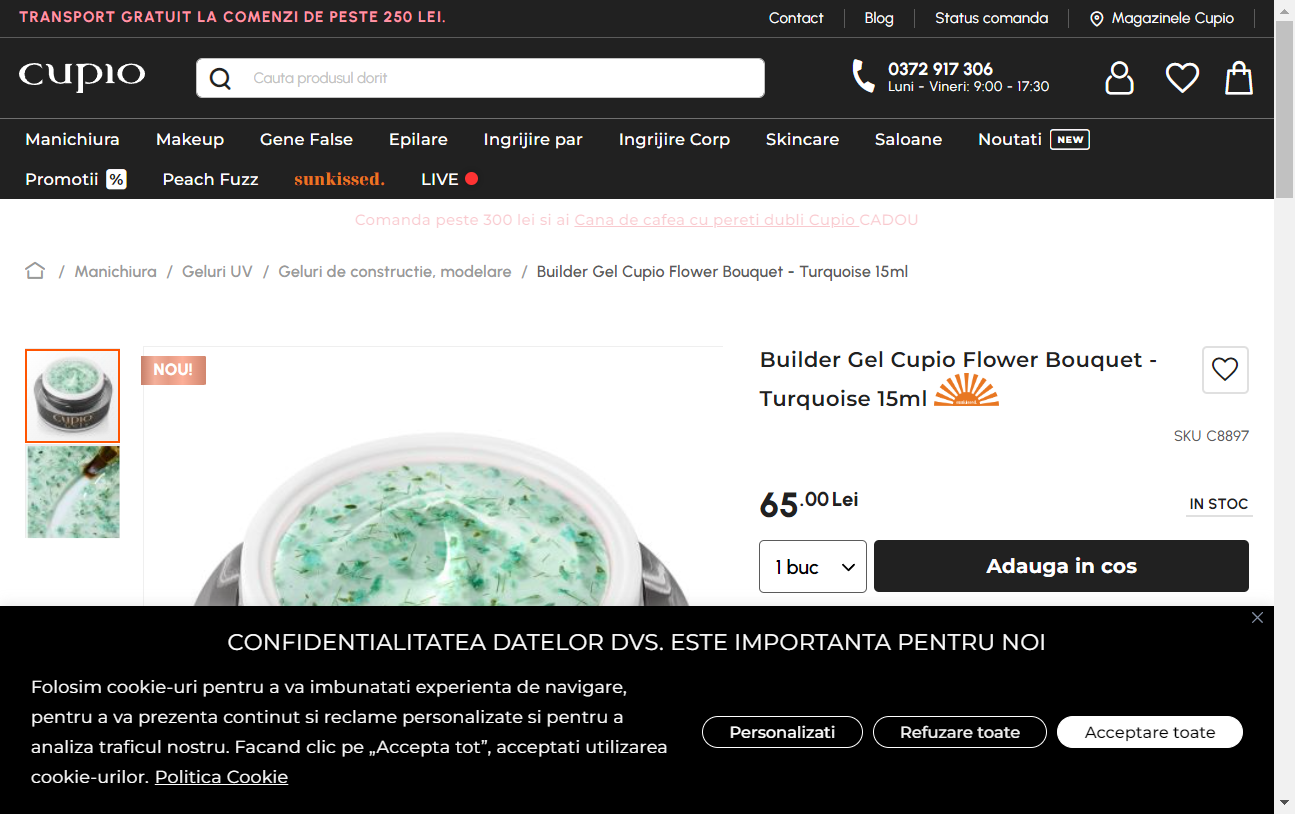 TRANSPORT GRATUIT LA COMENZI DE PESTE 250 LEI.
Contact
Blog
Status comanda
Magazinele Cupio
cupio
Cauta produsul dorit
0372 917 306
Luni - Vineri: 9:00 - 17:30
Manichiura
Makeup
Gene False
Epilare
Ingrijire par
Ingrijire Corp
Skincare
Saloane
Noutati NEW
Promotii %
Peach Fuzz
sunkissed.
LIVE
Comanda peste 300 lei si ai Cana de cafea cu pereti dubli Cupio CADOU
/ Manichiura / Geluri UV / Geluri de constructie, modelare / Builder Gel Cupio Flower Bouquet - Turquoise 15ml
cupio
NOU!
Builder Gel Cupio Flower Bouquet -
Turquoise 15ml sunkissed.
SKU C8897
65.00 Lei
IN STOC
1 buc
Adauga in cos
CONFIDENTIALITATEA DATELOR DVS. ESTE IMPORTANTA PENTRU NOI
Folosim cookie-uri pentru a va imbunatati experienta de navigare,
pentru a va prezenta continut si reclame personalizate si pentru a
analiza traficul nostru. Facand clic pe „Accepta tot”, acceptati utilizarea
cookie-urilor. Politica Cookie
Personalizati
Refuzare toate
Acceptare toate